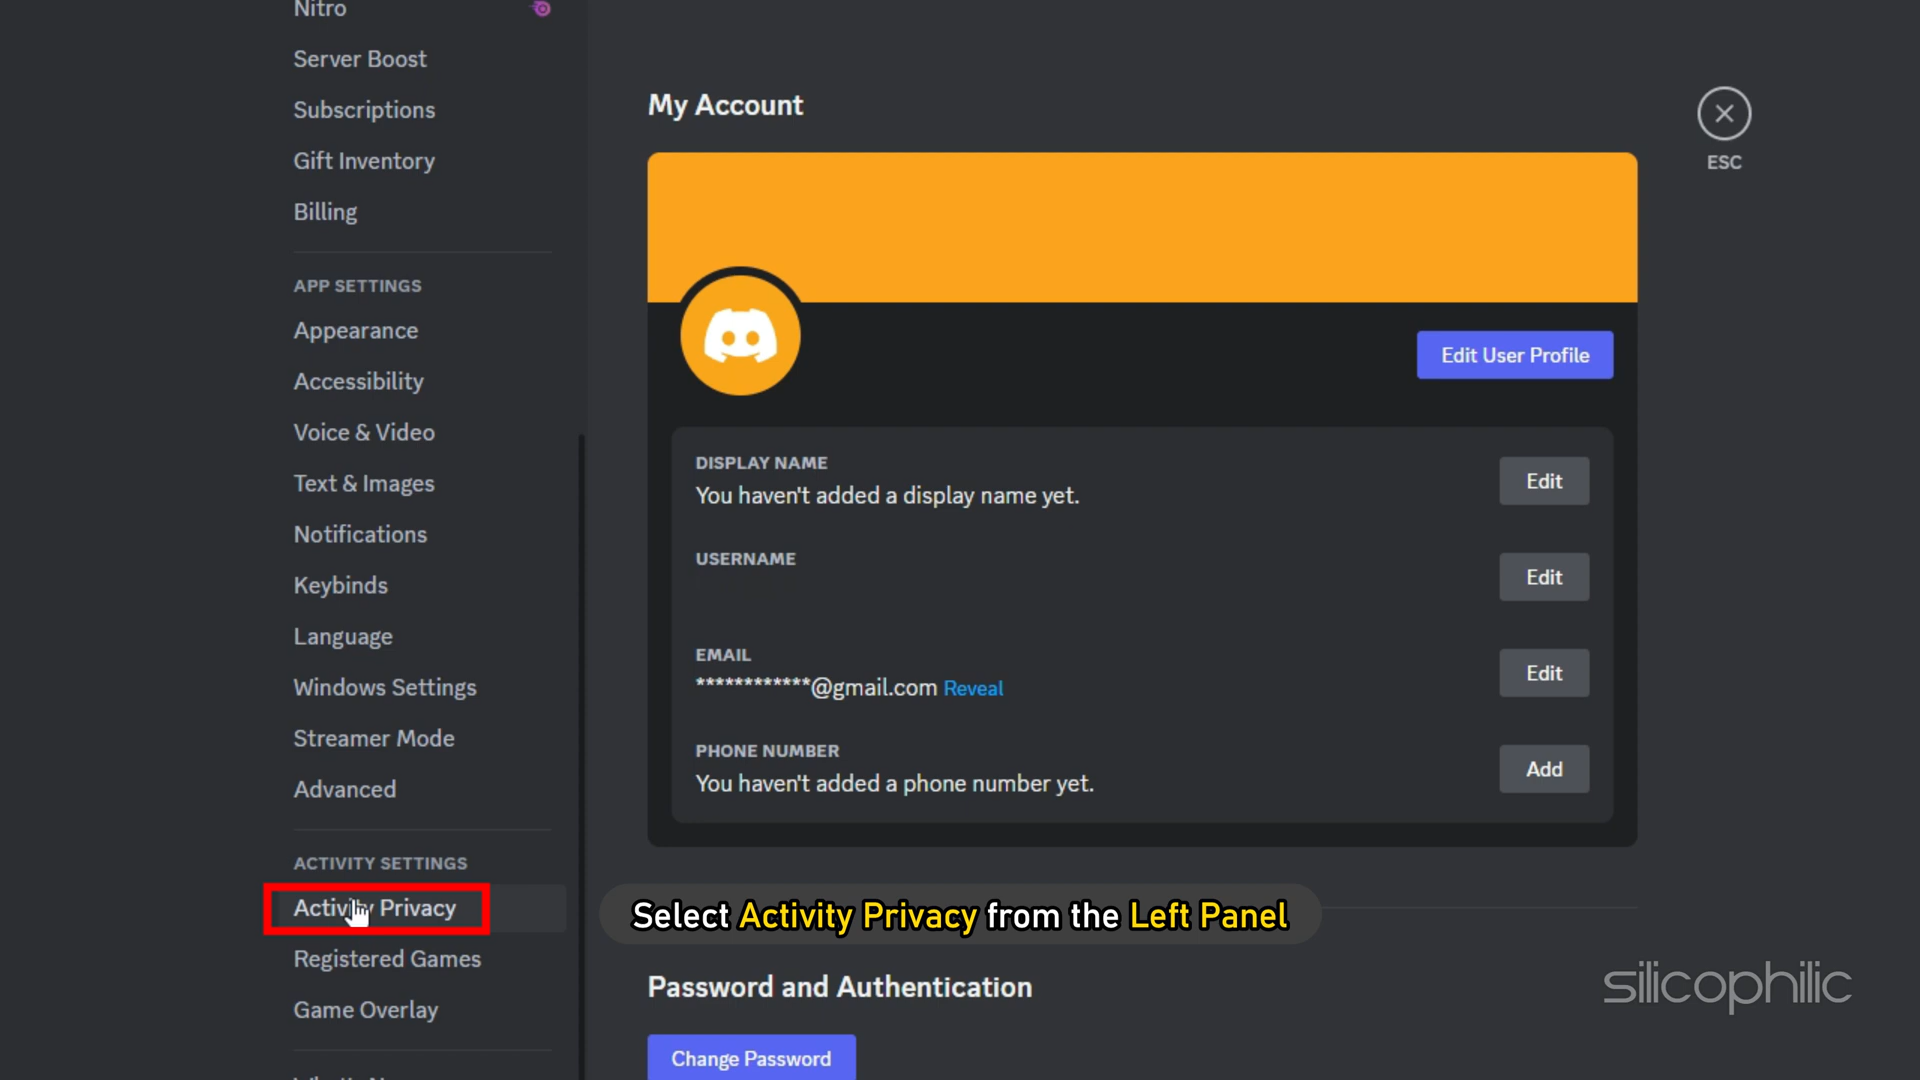 Nitro
Server Boost
Subscriptions
Gift Inventory
Billing
APP SETTINGS
Appearance
Accessibility
Voice & Video
Text & Images
Notifications
Keybinds
Language
Windows Settings
Streamer Mode
Advanced
ACTIVITY SETTINGS
Activity Privacy
Registered Games
Game Overlay
My Account
ESC
Edit User Profile
DISPLAY NAME
You haven't added a display name yet.
Edit
USERNAME
Edit
EMAIL
************@gmail.com Reveal
Edit
PHONE NUMBER
You haven't added a phone number yet.
Add
Select Activity Privacy from the Left Panel
Password and Authentication
Change Password
silicophilic